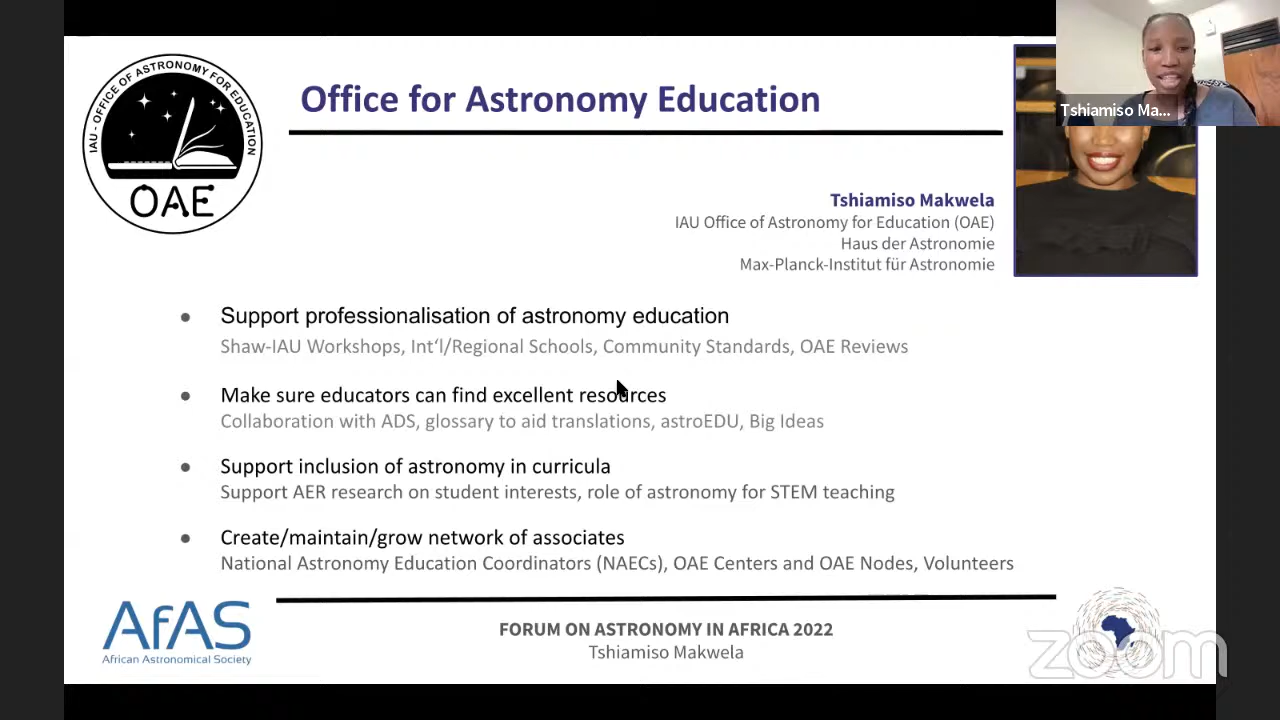 IAU - OFFICE OF ASTRONOMY FOR EDUCATION
OAE
Office for Astronomy Education
Tshiamiso Ma...
Tshiamiso Makwela
IAU Office of Astronomy for Education (OAE)
Haus der Astronomie
Max-Planck-Institut für Astronomie
• Support professionalisation of astronomy education
Shaw-IAU Workshops, Int‘l/Regional Schools, Community Standards, OAE Reviews
• Make sure educators can find excellent resources
Collaboration with ADS, glossary to aid translations, astroEDU, Big Ideas
• Support inclusion of astronomy in curricula
Support AER research on student interests, role of astronomy for STEM teaching
• Create/maintain/grow network of associates
National Astronomy Education Coordinators (NAECs), OAE Centers and OAE Nodes, Volunteers
AfAS
African Astronomical Society
FORUM ON ASTRONOMY IN AFRICA 2022
Tshiamiso Makwela
zoom